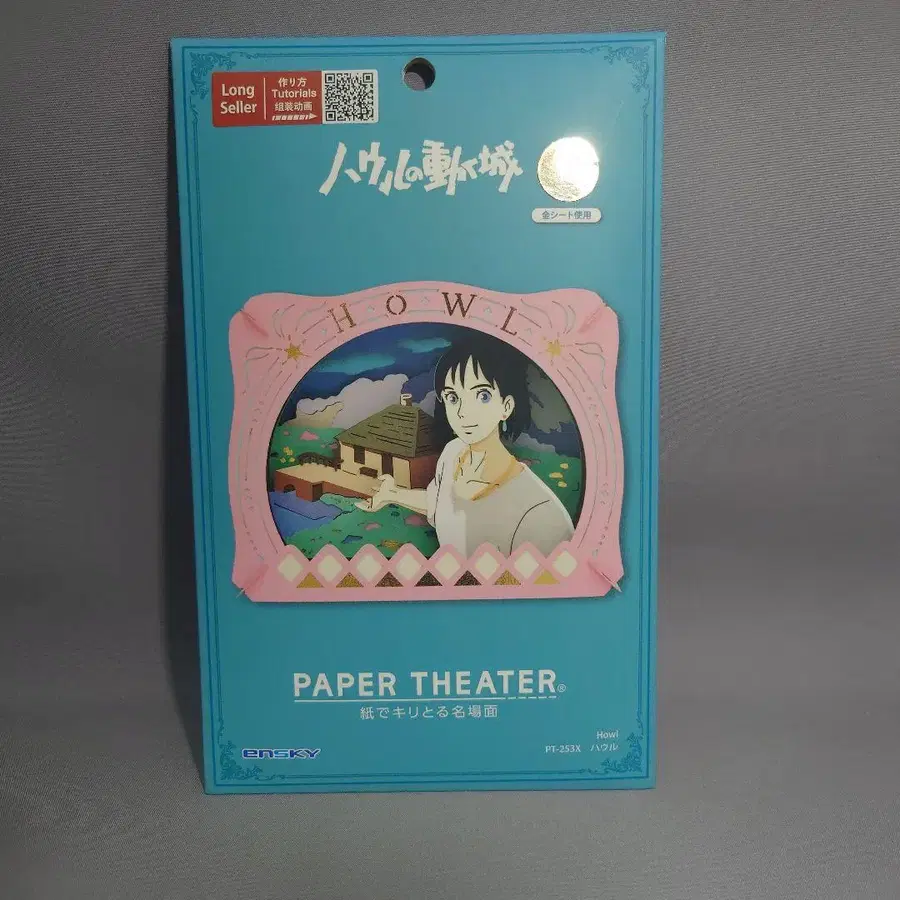 Long
Seller
作り方
Tutorials
组装动画
ハウルの動く城
金シート使用
HOWL
PAPER THEATER®
紙でキリとる名場面
ensky
Howl
PT-253X ハウル